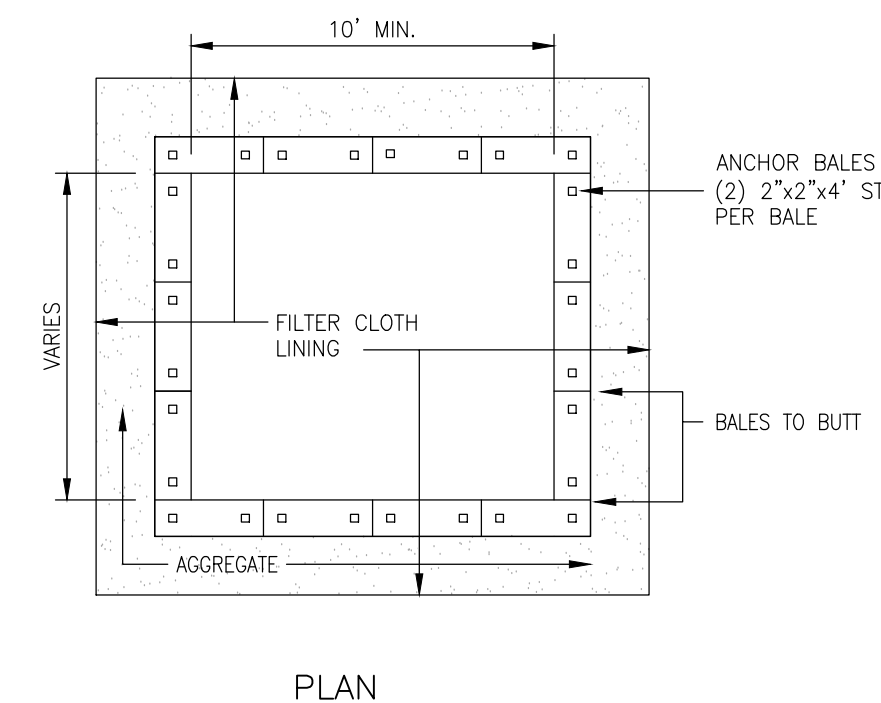 10' MIN.
ANCHOR BALES
(2) 2"x2"x4'
PER BALE
VARIES
FILTER CLOTH
LINING
BALES TO BUTT
AGGREGATE
PLAN